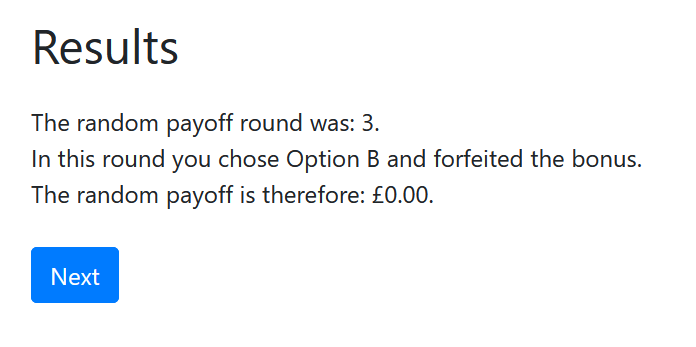 Results
The random payoff round was: 3.
In this round you chose Option B and forfeited the bonus.
The random payoff is therefore: £0.00.
Next